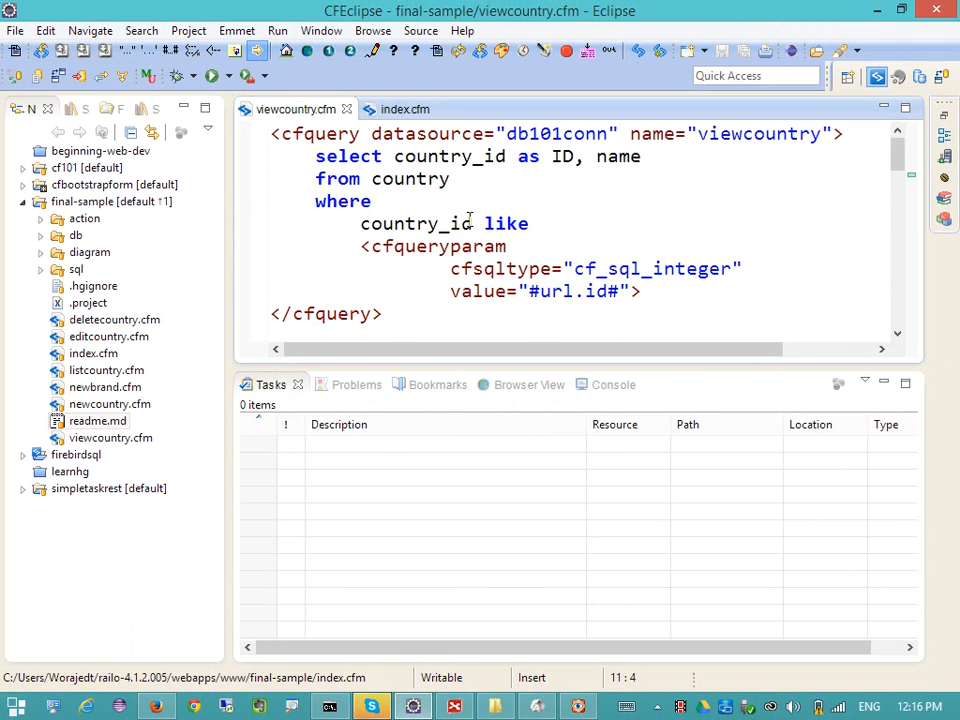 CFEclipse - final-sample/viewcountry.cfm - Eclipse
File Edit Navigate Search Project Emmet Run Window Browse Source Help
Quick Access
N S F S
viewcountry.cfm index.cfm
beginning-web-dev
cf101 [default]
cfbootstrapform [default]
final-sample [default ↑1]
action
db
diagram
sql
.hgignore
.project
deletecountry.cfm
editcountry.cfm
index.cfm
listcountry.cfm
newbrand.cfm
newcountry.cfm
readme.md
viewcountry.cfm
firebirdsql
learnhg
simpletaskrest [default]
<cfquery datasource="db101conn" name="viewcountry">
select country_id as ID, name
from country
where
country_id like
<cfqueryparam
cfsqltype="cf_sql_integer"
value="#url.id#">
</cfquery>
Tasks Problems Bookmarks Browser View Console
0 items
! Description Resource Path Location Type
C:/Users/Worajedt/railo-4.1.2.005/webapps/www/final-sample/index.cfm Writable Insert 11 : 4
ENG 12:16 PM